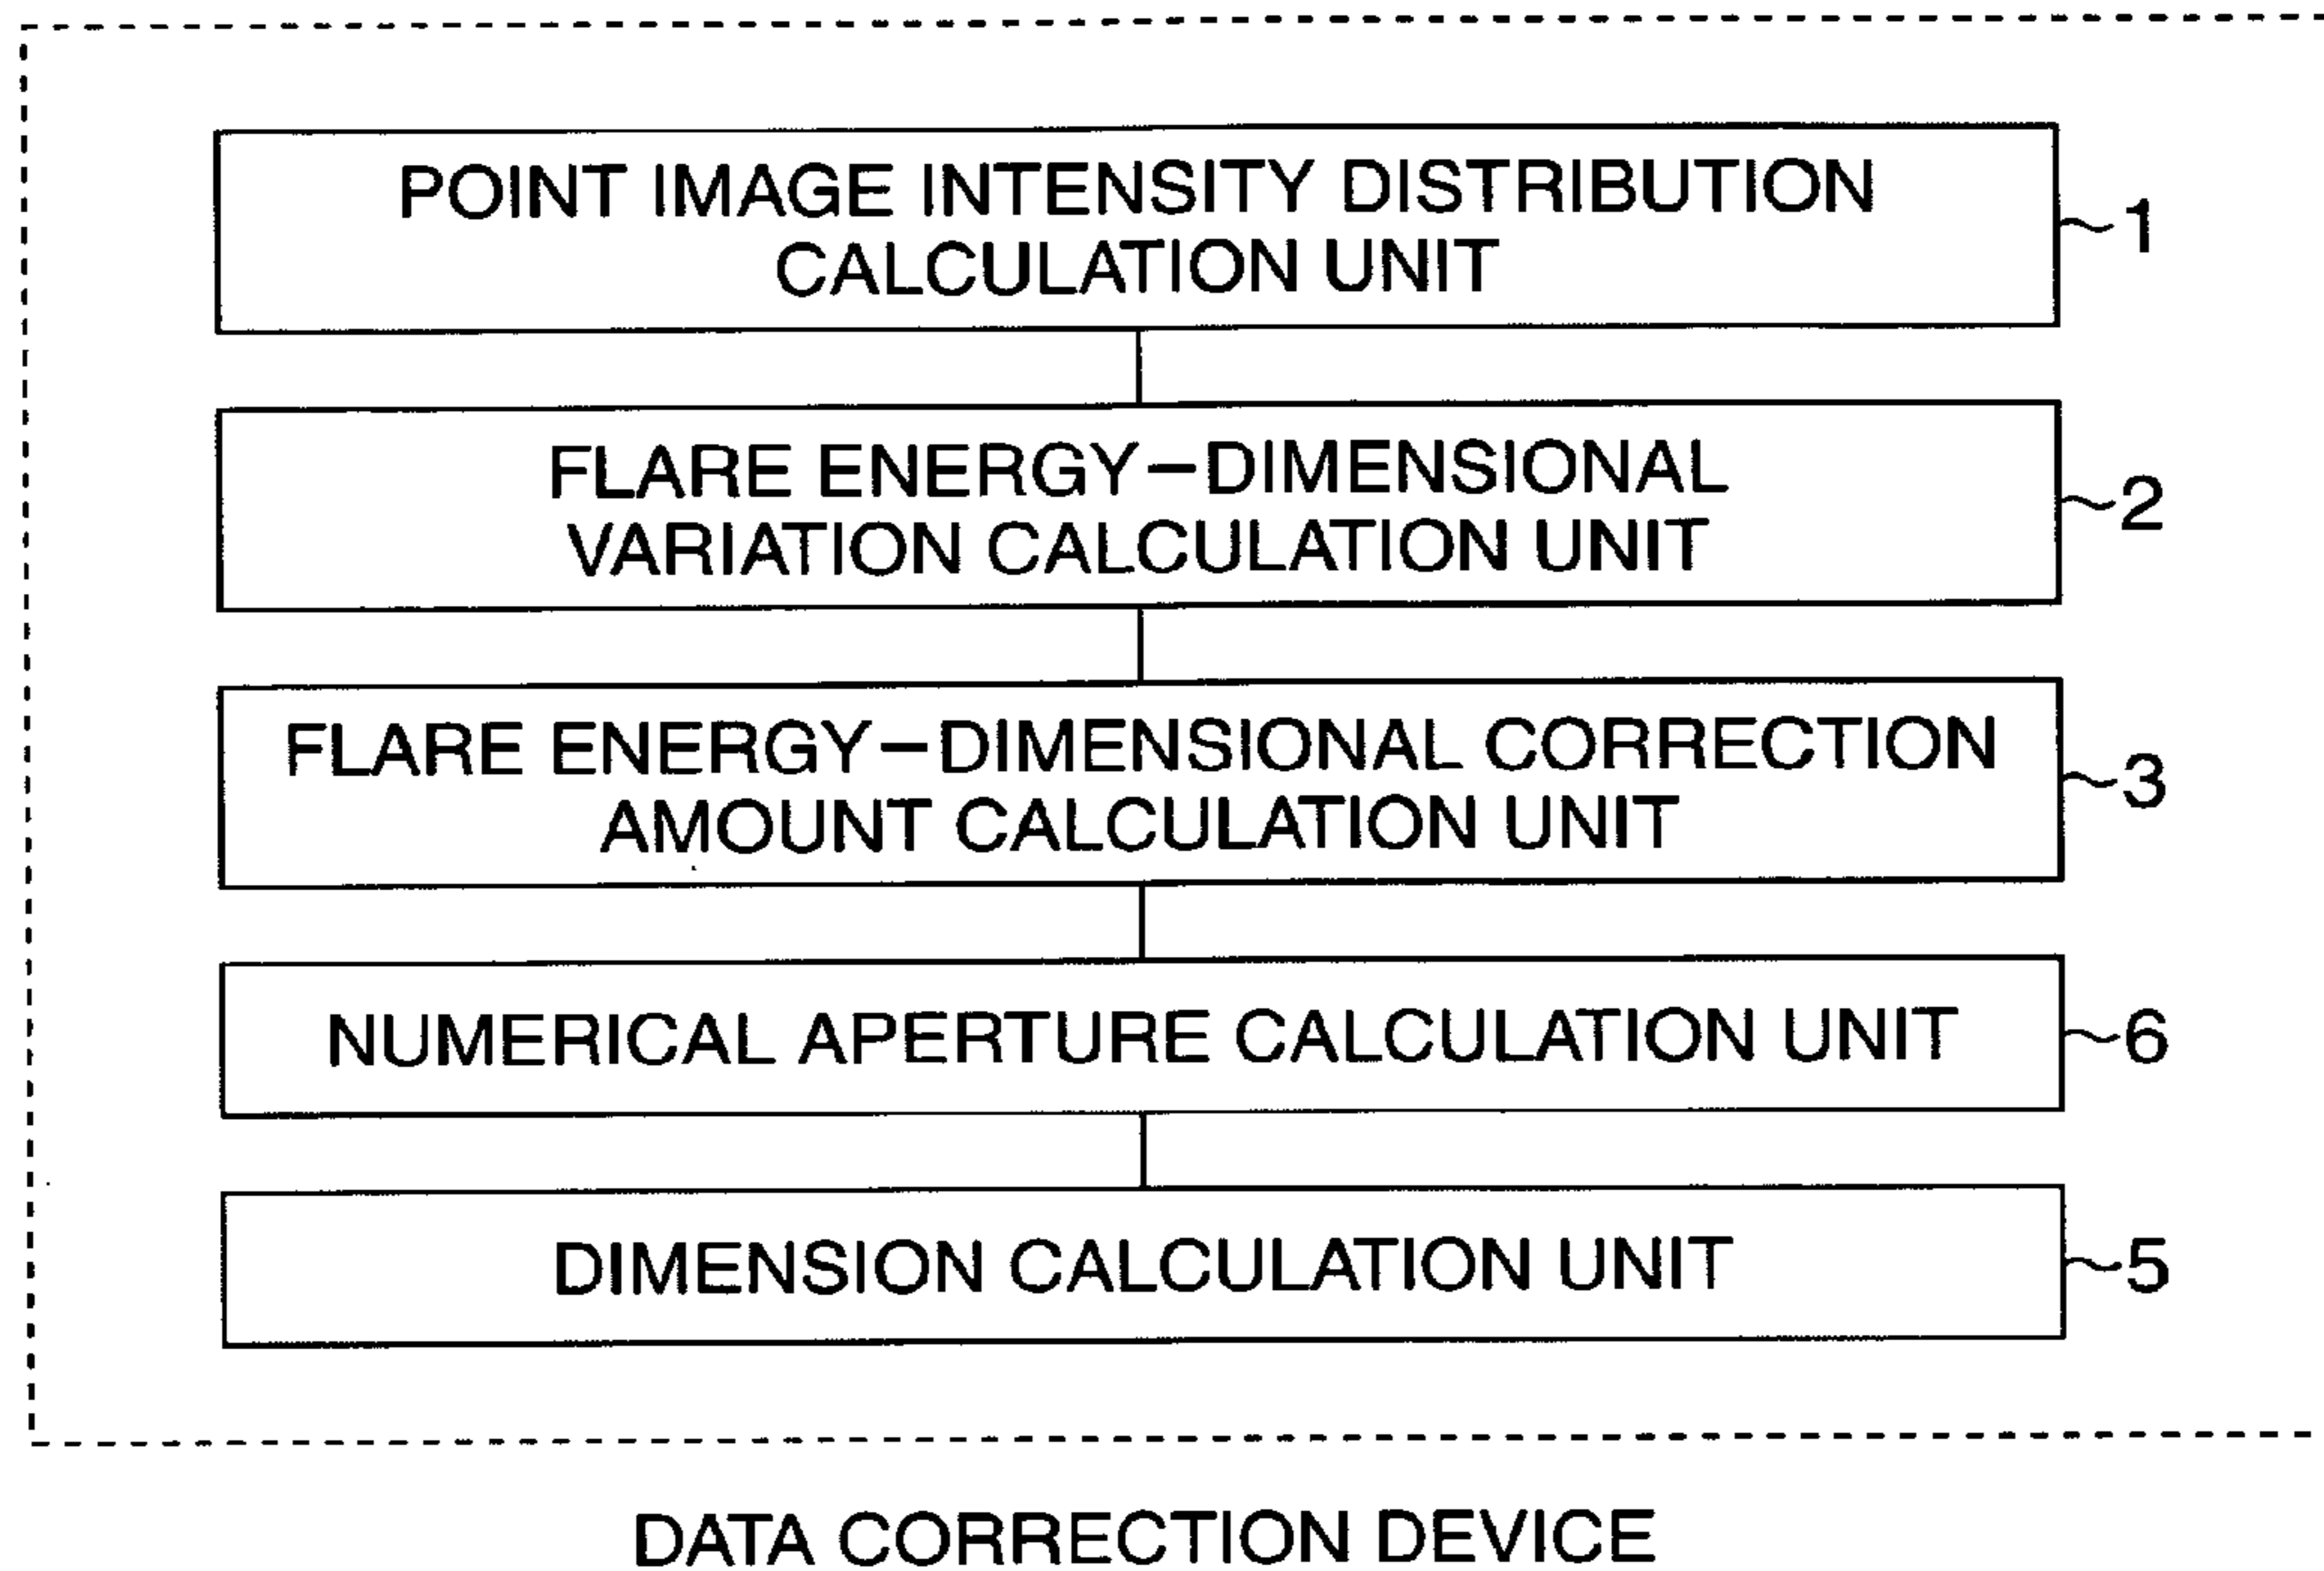 POINT IMAGE INTENSITY DISTRIBUTION
CALCULATION UNIT
1
FLARE ENERGY–DIMENSIONAL
VARIATION CALCULATION UNIT
2
FLARE ENERGY–DIMENSIONAL CORRECTION
AMOUNT CALCULATION UNIT
3
NUMERICAL APERTURE CALCULATION UNIT
6
DIMENSION CALCULATION UNIT
5
DATA CORRECTION DEVICE